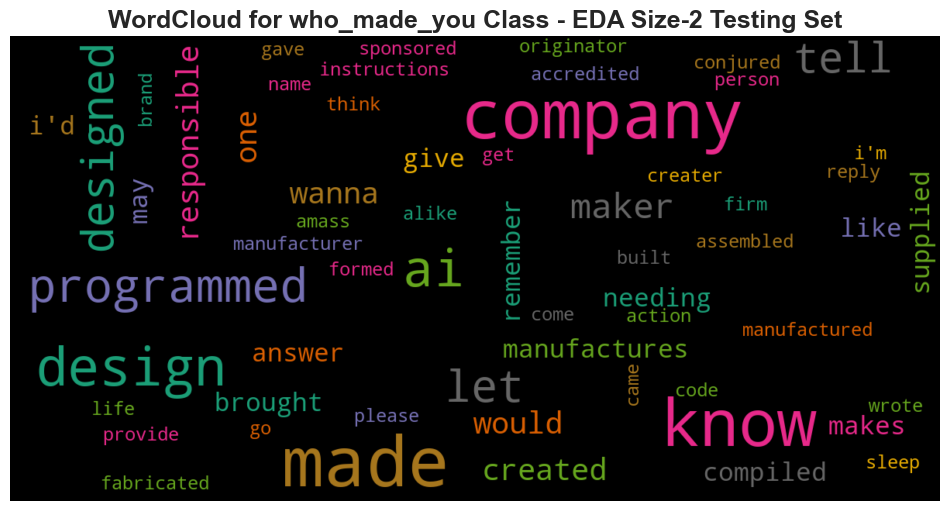 WordCloud for who_made_you Class - EDA Size-2 Testing Set
gave
sponsored
originator
tell
designed
brand
responsible
name
instructions
accredited
conjured
person
i'd
think
company
one
may
wanna
give
get
creater
i'm
reply
amass
alike
remember
maker
firm
like
supplied
manufacturer
formed
ai
built
assembled
programmed
come
needing
action
manufactured
design
answer
manufactures
life
brought
please
let
came
code
wrote
provide
go
would
know
makes
made
created
compiled
sleep
fabricated